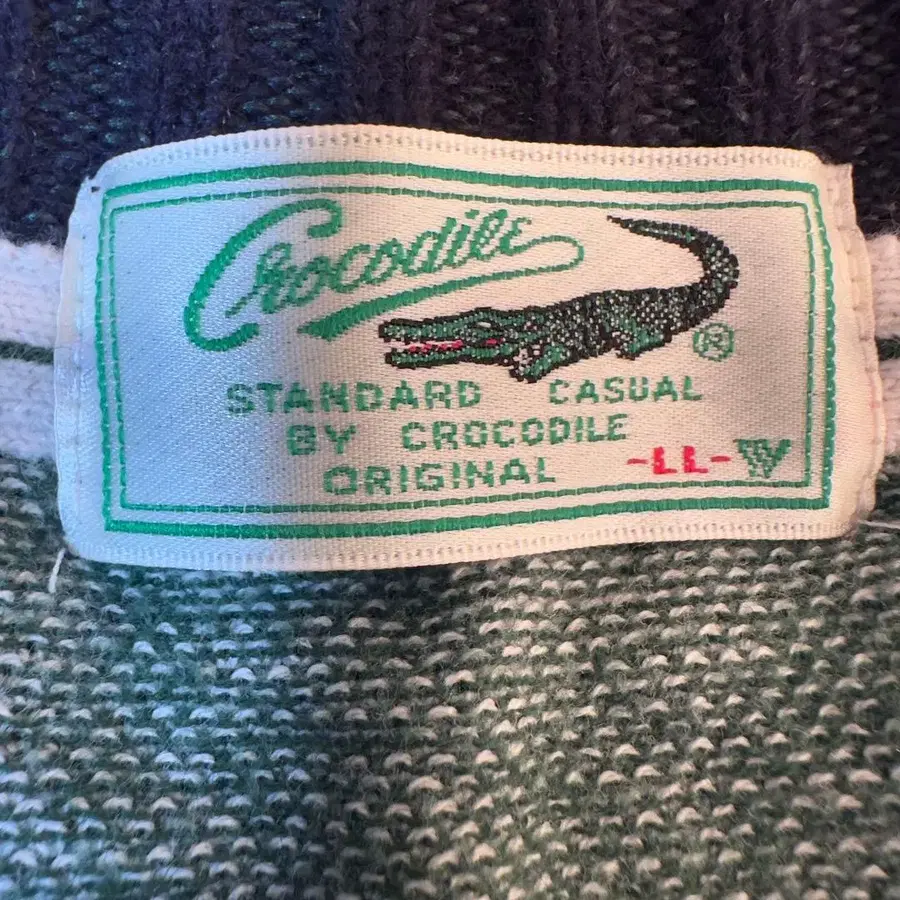 Crocodile
®
STANDARD CASUAL
BY CROCODILE
ORIGINAL -LL-